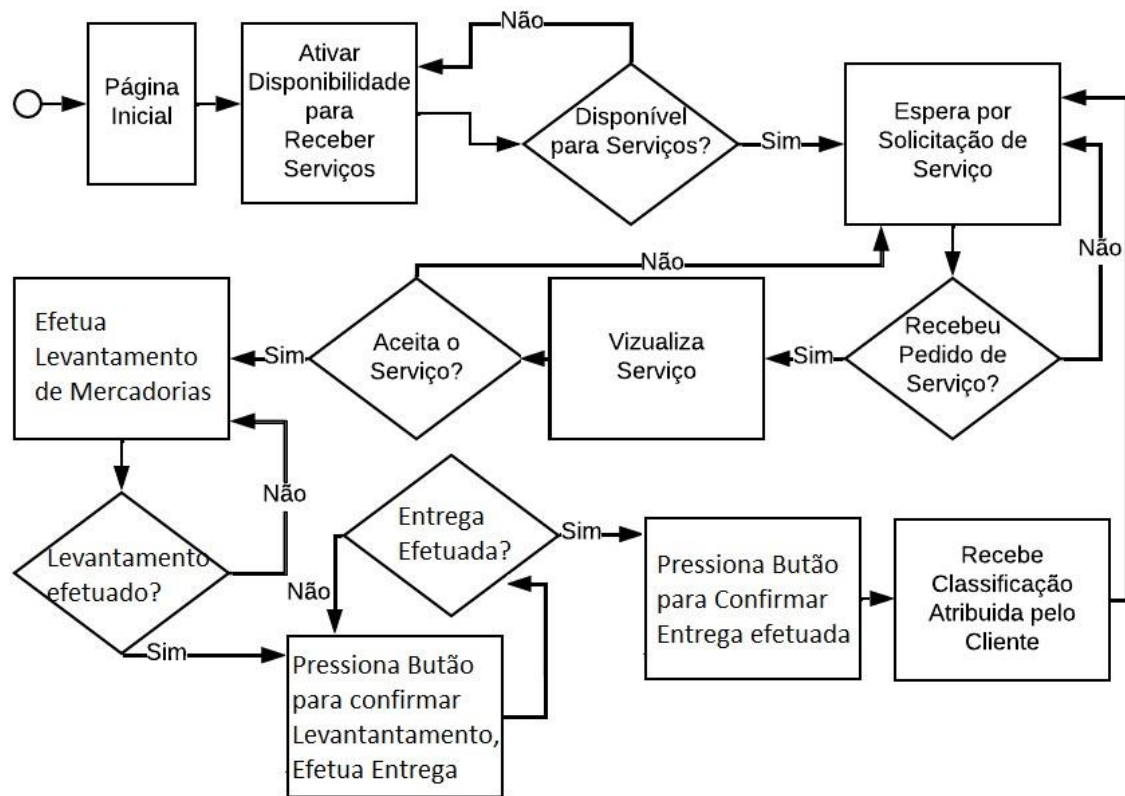 Página
Inicial
Ativar
Disponibilidade
para
Receber
Serviços
Não
Disponível
para Serviços?
Sim
Espera por
Solicitação de
Serviço
Não
Recebeu
Pedido de
Serviço?
Sim
Vizualiza
Serviço
Não
Aceita o
Serviço?
Sim
Efetua
Levantamento
de Mercadorias
Não
Levantamento
efetuado?
Sim
Pressiona Butão
para confirmar
Levantantamento,
Efetua Entrega
Não
Entrega
Efetuada?
Sim
Pressiona Butão
para Confirmar
Entrega efetuada
Recebe
Classificação
Atribuida pelo
Cliente